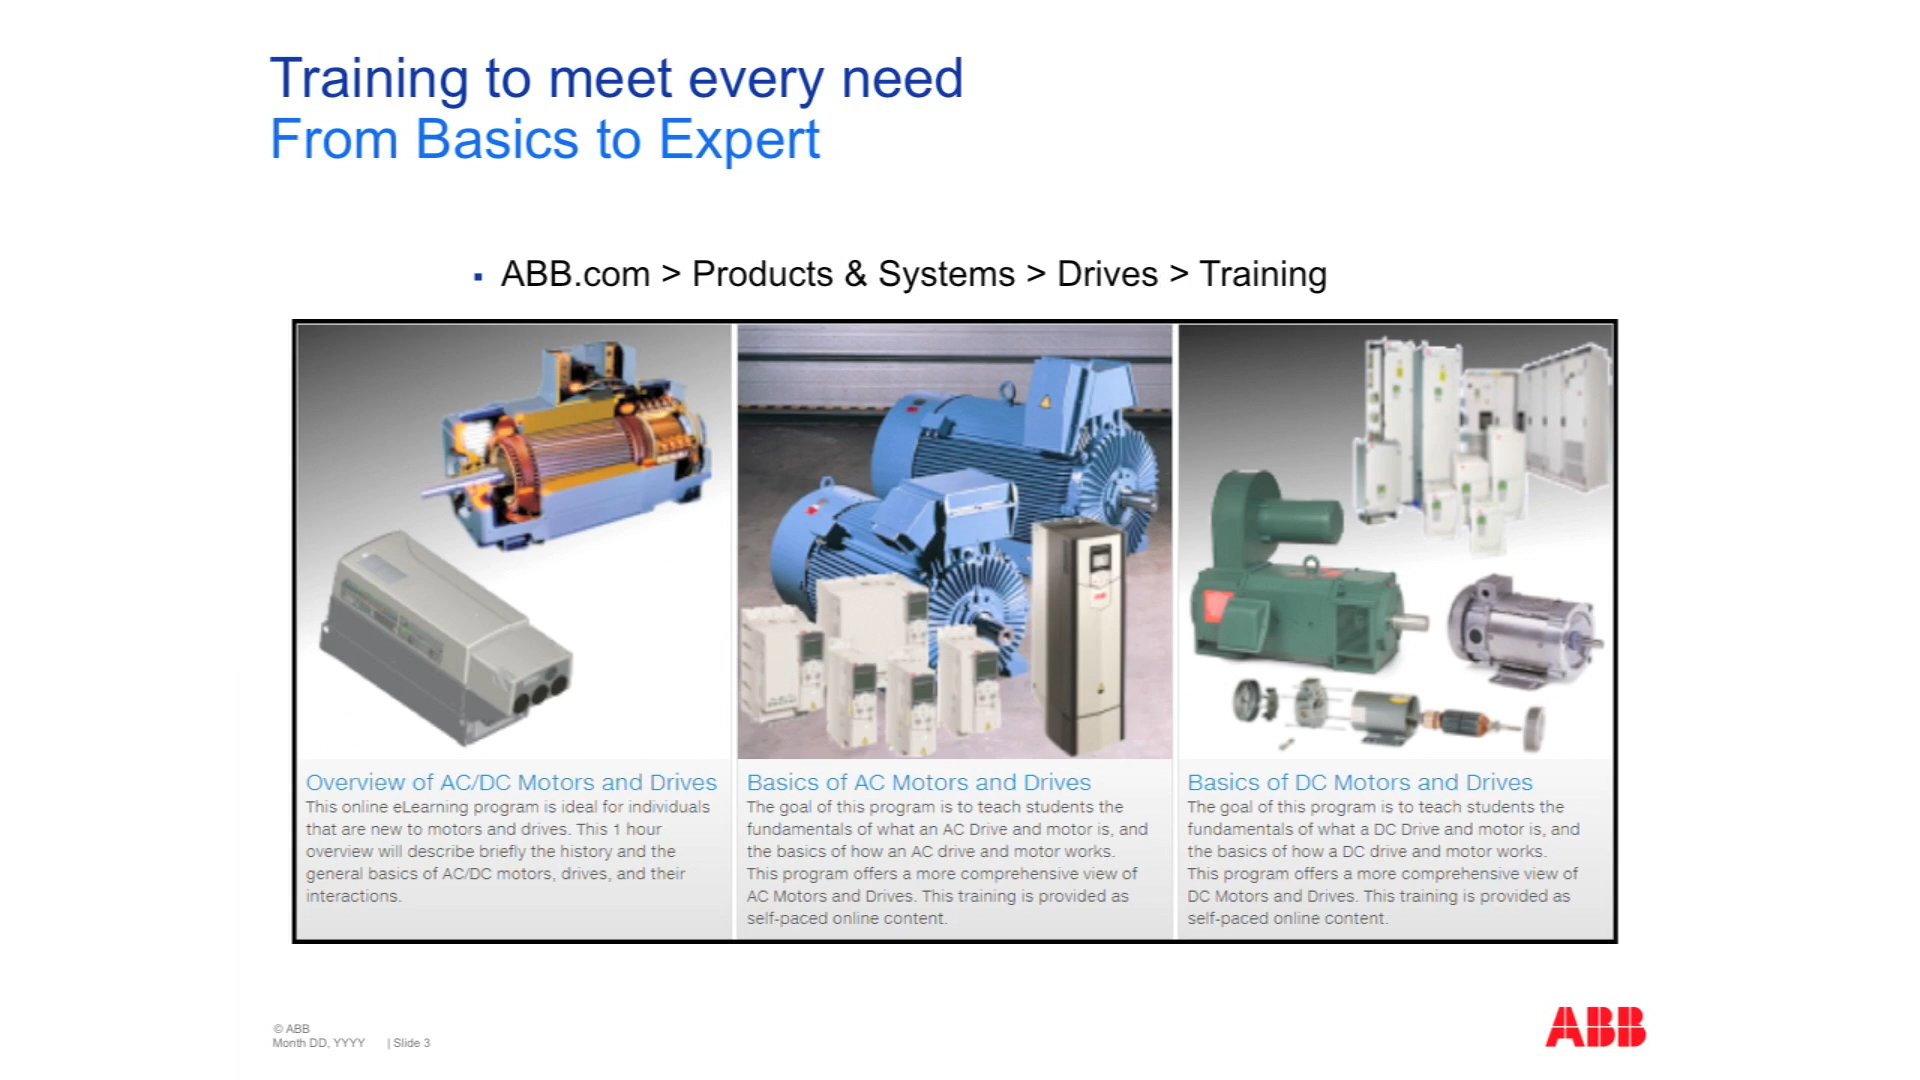 Training to meet every need
From Basics to Expert
▪ ABB.com > Products & Systems > Drives > Training
Overview of AC/DC Motors and Drives
This online eLearning program is ideal for individuals
that are new to motors and drives. This 1 hour
overview will describe briefly the history and the
general basics of AC/DC motors, drives, and their
interactions.
Basics of AC Motors and Drives
The goal of this program is to teach students the
fundamentals of what an AC Drive and motor is, and
the basics of how an AC drive and motor works.
This program offers a more comprehensive view of
AC Motors and Drives. This training is provided as
self-paced online content.
Basics of DC Motors and Drives
The goal of this program is to teach students the
fundamentals of what a DC Drive and motor is, and
the basics of how a DC drive and motor works.
This program offers a more comprehensive view of
DC Motors and Drives. This training is provided as
self-paced online content.
© ABB
Month DD, YYYY | Slide 3
ABB